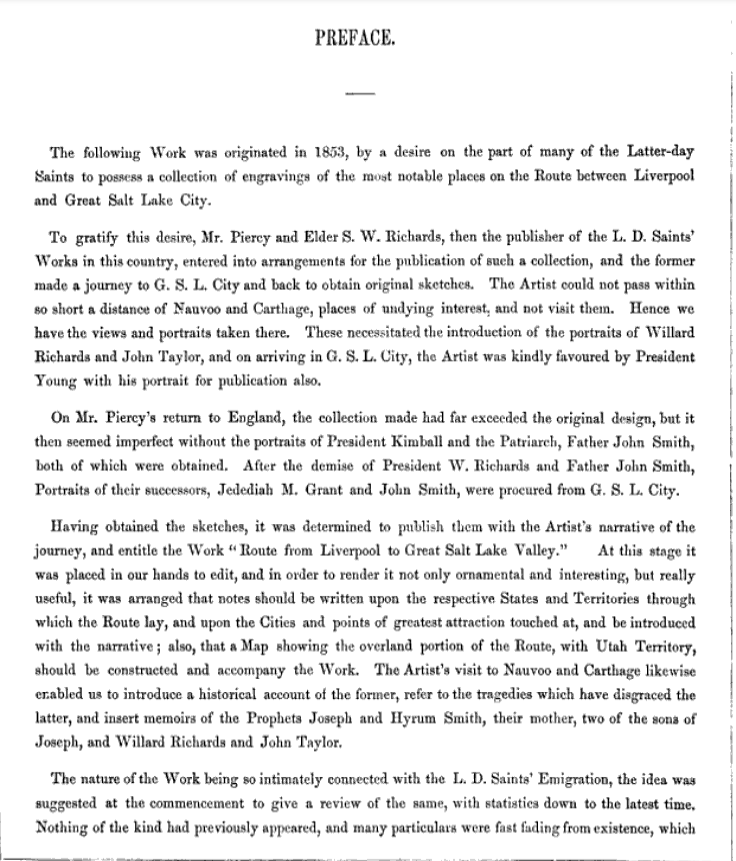 PREFACE.
The following Work was originated in 1853, by a desire on the part of many of the Latter-day
Saints to possess a collection of engravings of the most notable places on the Route between Liverpool
and Great Salt Lake City.
To gratify this desire, Mr. Piercy and Elder S. W. Richards, then the publisher of the L. D. Saints'
Works in this country, entered into arrangements for the publication of such a collection, and the former
made a journey to G. S. L. City and back to obtain original sketches. The Artist could not pass within
so short a distance of Nauvoo and Carthage, places of undying interest, and not visit them. Hence we
have the views and portraits taken there. These necessitated the introduction of the portraits of Willard
Richards and John Taylor, and on arriving in G. S. L. City, the Artist was kindly favoured by President
Young with his portrait for publication also.
On Mr. Piercy's return to England, the collection made had far exceeded the original design, but it
then seemed imperfect without the portraits of President Kimball and the Patriarch, Father John Smith,
both of which were obtained. After the demise of President W. Richards and Father John Smith,
Portraits of their successors, Jedediah M. Grant and John Smith, were procured from G. S. L. City.
Having obtained the sketches, it was determined to publish them with the Artist's narrative of the
journey, and entitle the Work “Route from Liverpool to Great Salt Lake Valley.” At this stage it
was placed in our hands to edit, and in order to render it not only ornamental and interesting, but really
useful, it was arranged that notes should be written upon the respective States and Territories through
which the Route lay, and upon the Cities and points of greatest attraction touched at, and be introduced
with the narrative; also, that a Map showing the overland portion of the Route, with Utah Territory,
should be constructed and accompany the Work. The Artist's visit to Nauvoo and Carthage likewise
enabled us to introduce a historical account of the former, refer to the tragedies which have disgraced the
latter, and insert memoirs of the Prophets Joseph and Hyrum Smith, their mother, two of the sons of
Joseph, and Willard Richards and John Taylor.
The nature of the Work being so intimately connected with the L. D. Saints' Emigration, the idea was
suggested at the commencement to give a review of the same, with statistics down to the latest time.
Nothing of the kind had previously appeared, and many particulars were fast fading from existence, which